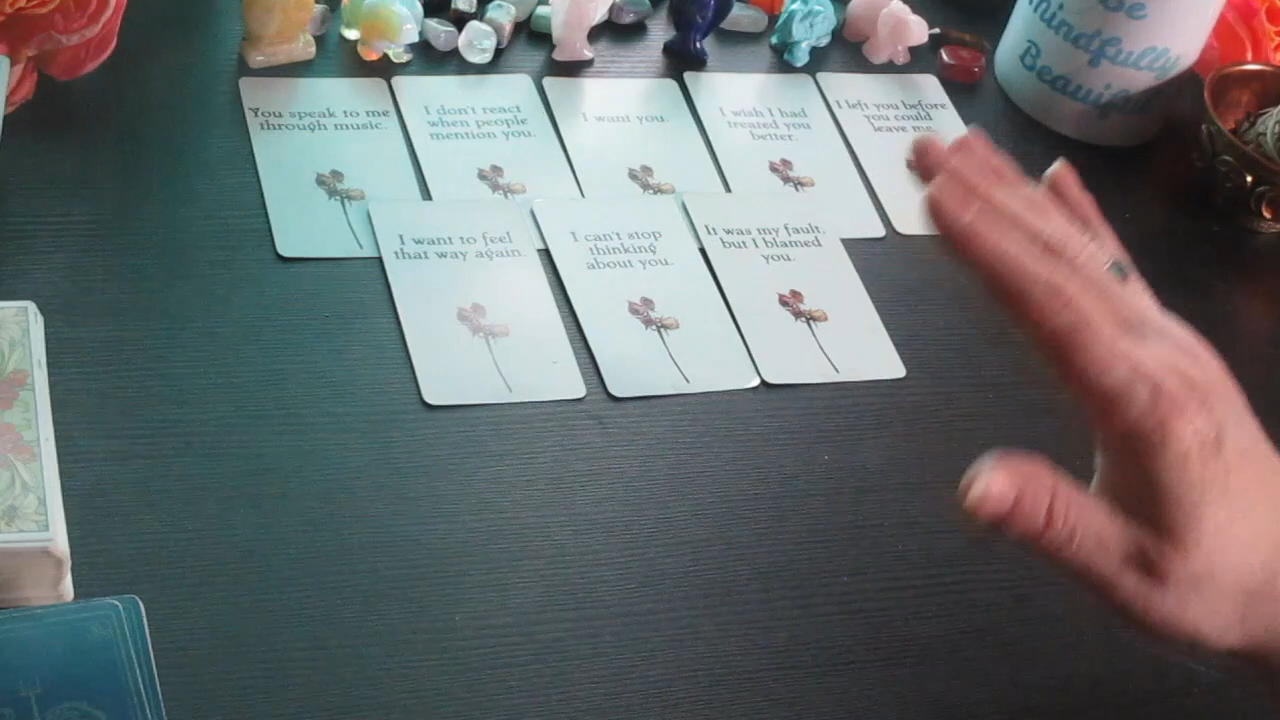 You speak to me
through music.
I don't react
when people
mention you.
I want you.
I wish I had
treated you
better.
I left you before
you could
leave me.
I want to feel
that way again.
I can't stop
thinking
about you.
It was my fault,
but I blamed
you.
Be
Mindfully
Beautiful